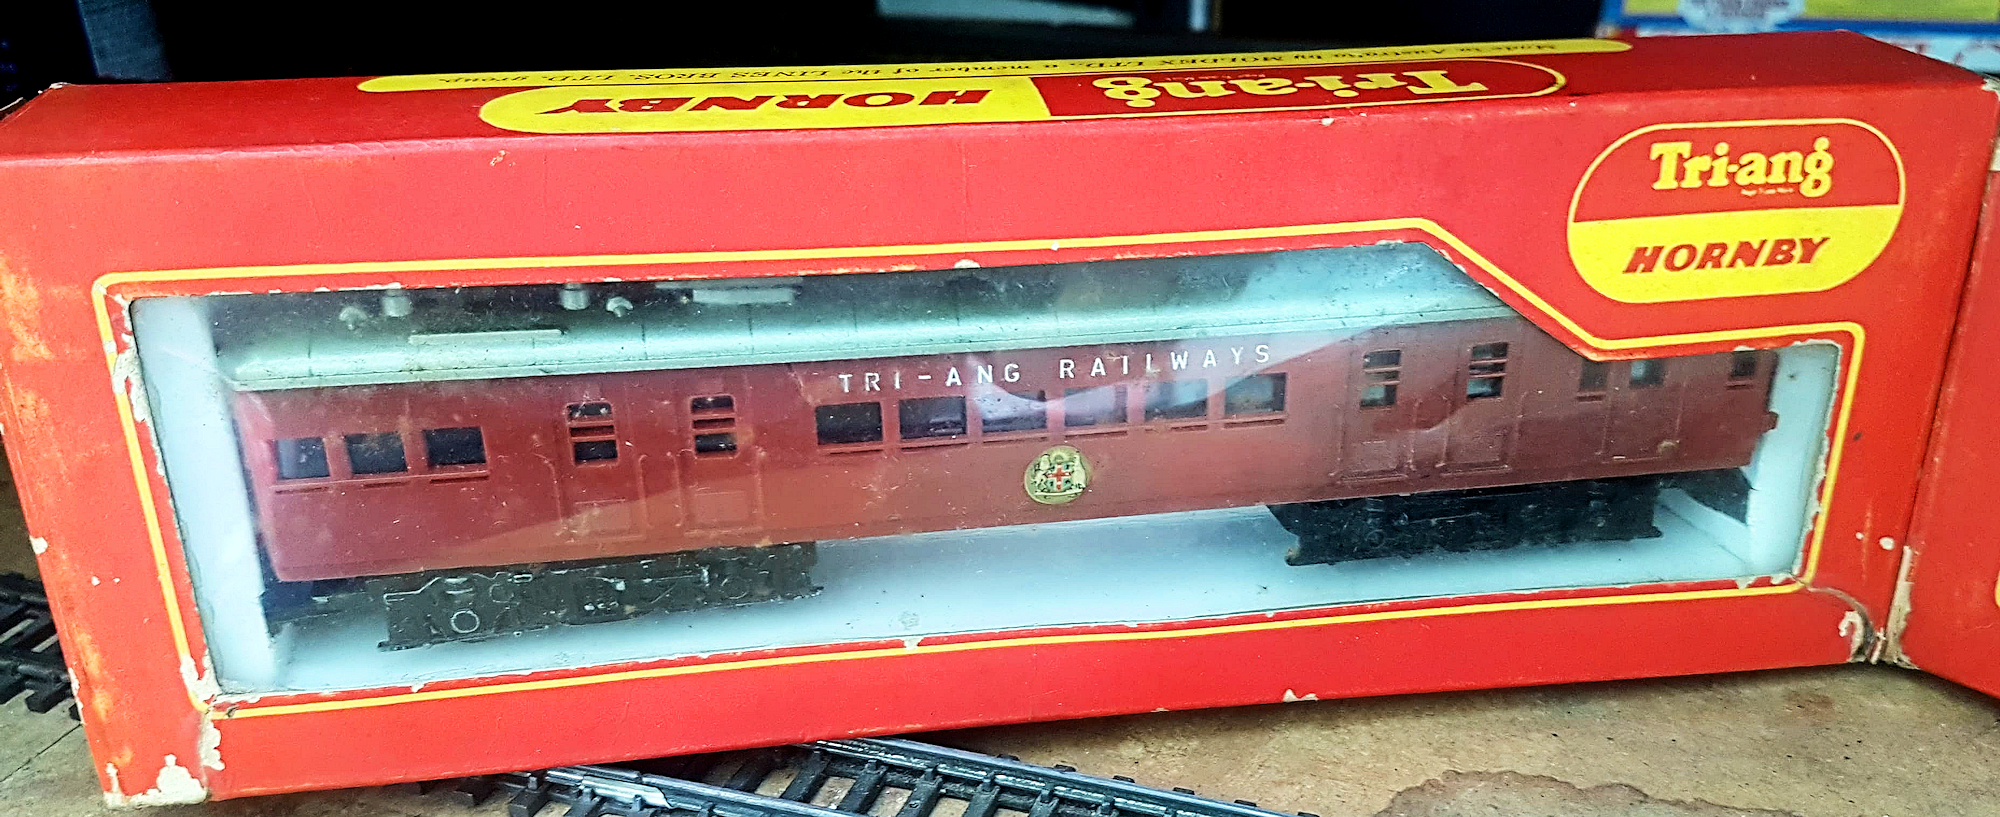 Made in Australia by MOLDEX LTD. a member of the LINES BROS. LTD. group.
Tri-ang
HORNBY
Tri-ang
HORNBY
TRI-ANG RAILWAYS